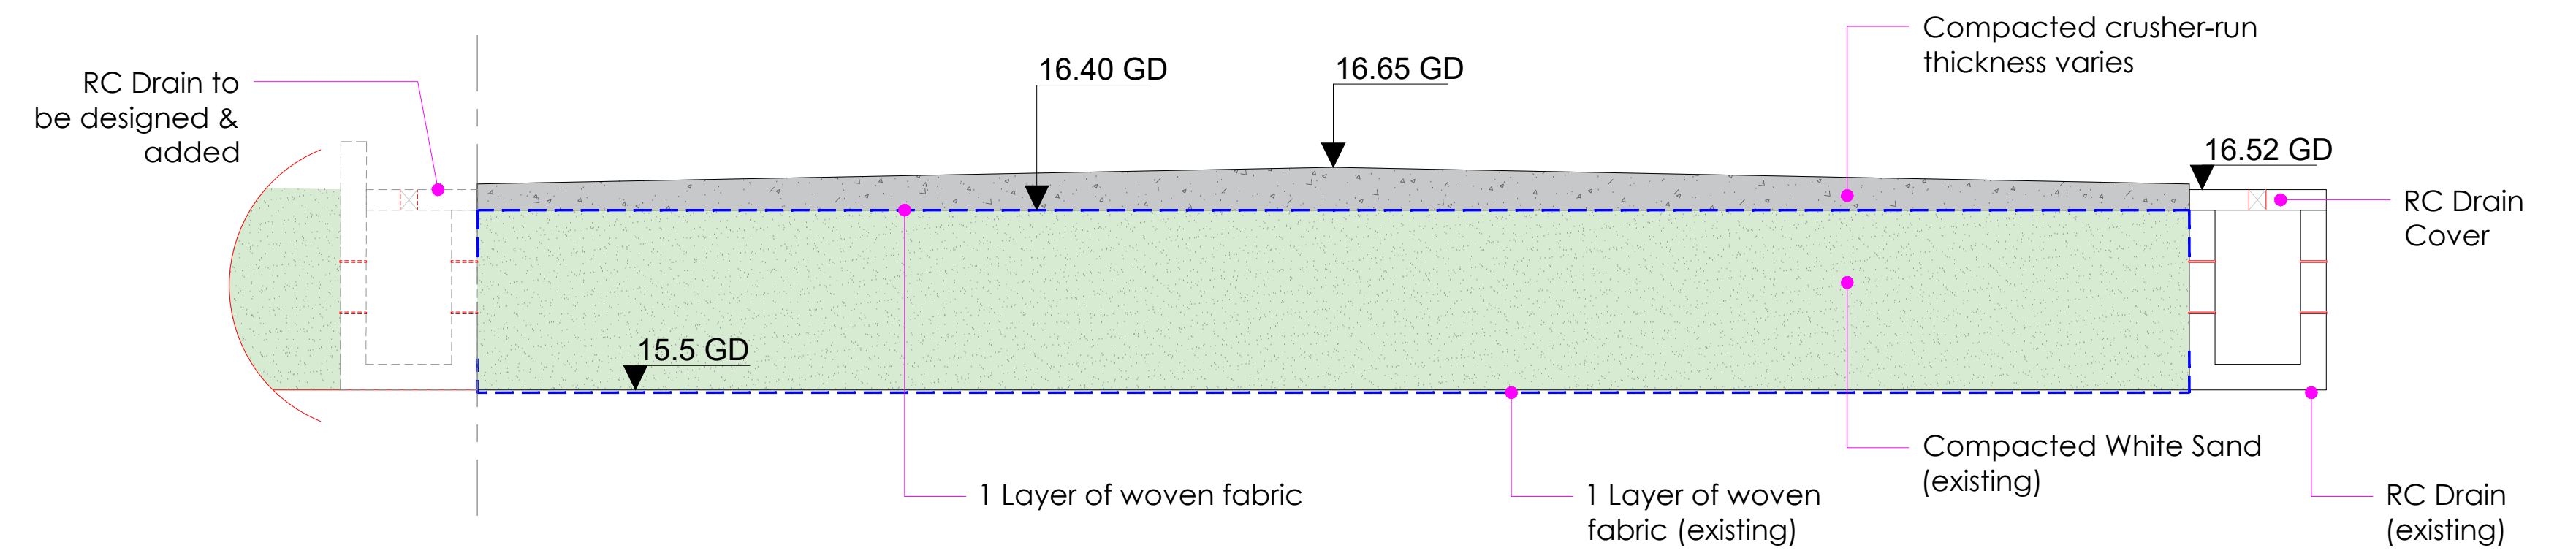 RC Drain to
be designed &
added
16.40 GD
16.65 GD
Compacted crusher-run
thickness varies
16.52 GD
RC Drain
Cover
15.5 GD
1 Layer of woven fabric
1 Layer of woven
fabric (existing)
Compacted White Sand
(existing)
RC Drain
(existing)